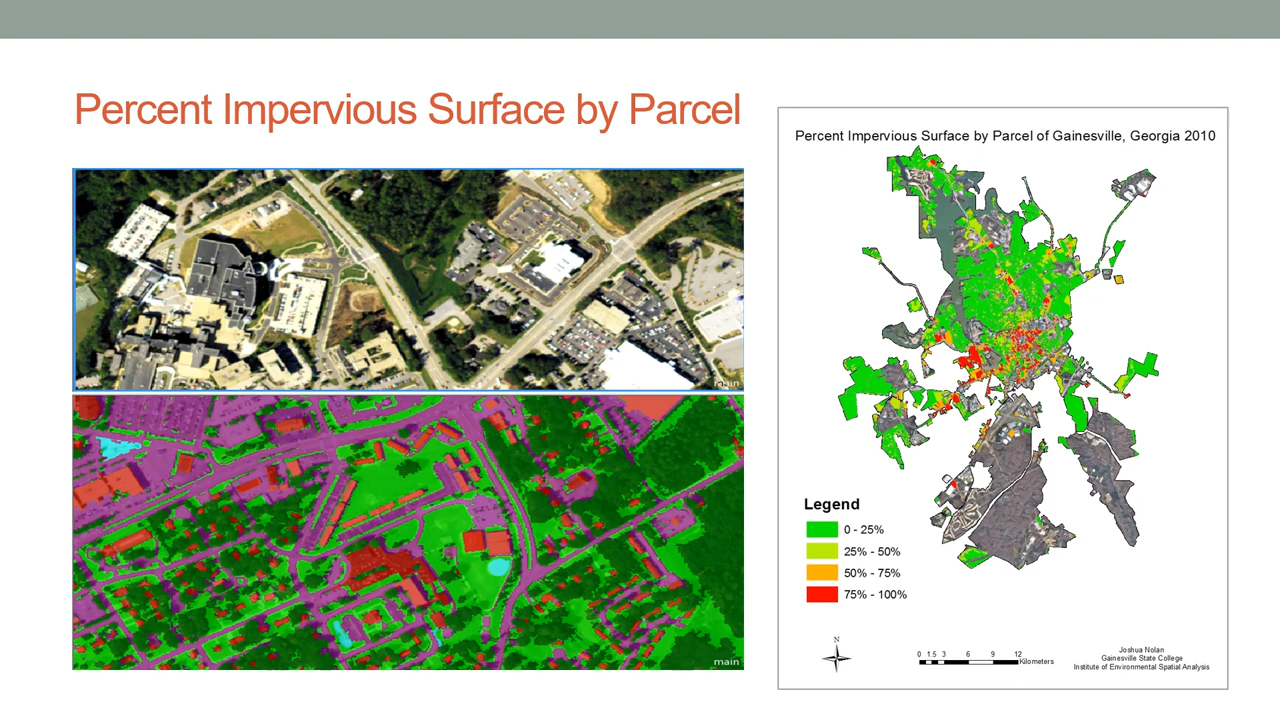 Percent Impervious Surface by Parcel
main
main
Percent Impervious Surface by Parcel of Gainesville, Georgia 2010
Legend
0 - 25%
25% - 50%
50% - 75%
75% - 100%
N
0 1.5 3 6 9 12
Kilometers
Joshua Nolan
Gainesville State College
Institute of Environmental Spatial Analysis